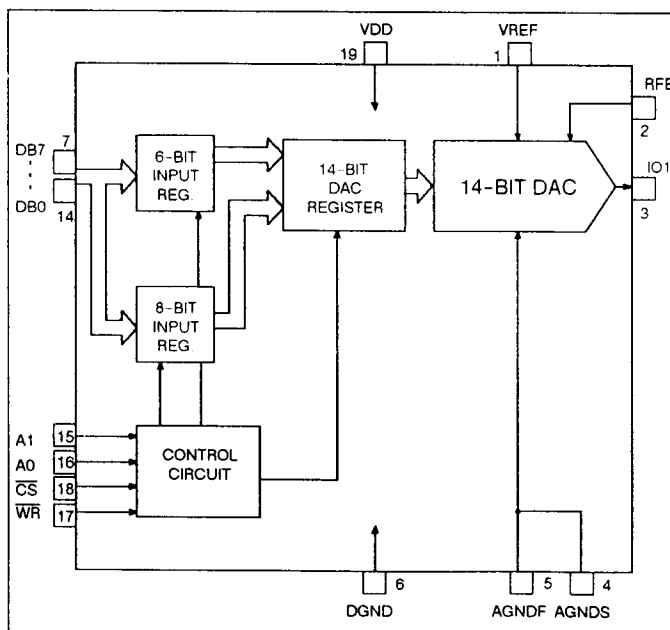 VDD
VREF
19
1
RFB
2
DB7
7
DB0
14
6-BIT
INPUT
REG.
14-BIT
DAC
REGISTER
14-BIT DAC
IO1
3
8-BIT
INPUT
REG.
A1
15
A0
16
CS
18
WR
17
CONTROL
CIRCUIT
6
5
4
DGND
AGNDF
AGNDS